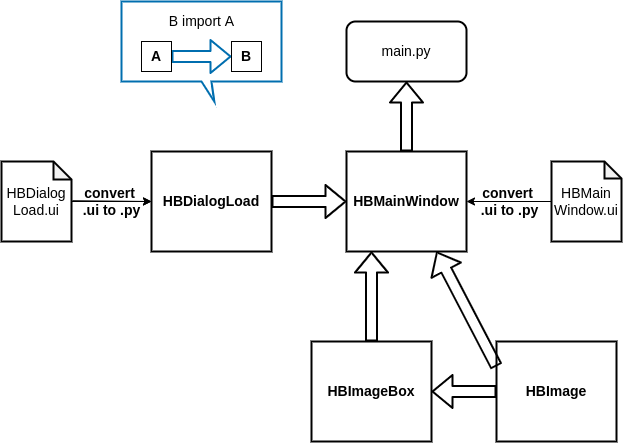 B import A
A
B
main.py
HBDialog
Load.ui
convert
.ui to .py
HBDialogLoad
HBMainWindow
convert
.ui to .py
HBMain
Window.ui
HBImageBox
HBImage